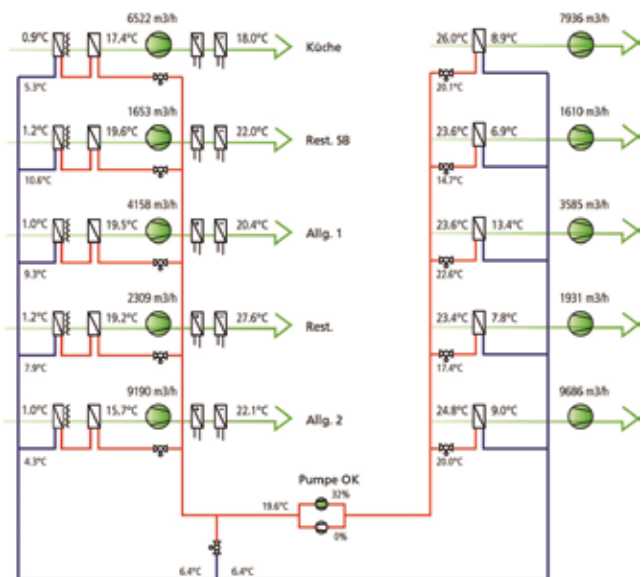 6522 m3/h
7936 m3/h
0.9°C 17.4°C 18.0°C Küche 26.0°C 8.9°C
5.3°C 20.1°C
1653 m3/h
1610 m3/h
1.2°C 19.6°C 22.0°C Rest. SB 23.6°C 6.9°C
10.6°C 14.7°C
4158 m3/h
3585 m3/h
1.0°C 19.5°C 20.4°C Allg. 1 23.6°C 13.4°C
9.3°C 22.6°C
2309 m3/h
1931 m3/h
1.2°C 19.2°C 27.6°C Rest. 23.4°C 7.8°C
7.9°C 17.4°C
9190 m3/h
9686 m3/h
1.0°C 15.7°C 22.1°C Allg. 2 24.8°C 9.0°C
4.3°C 20.0°C
Pumpe OK
32%
19.6°C
0%
6.4°C 6.4°C